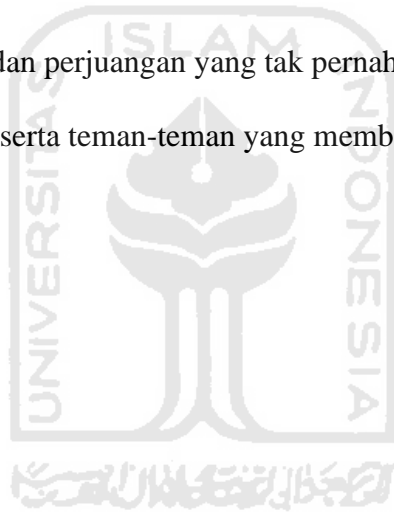 ISLAM
dan perjuangan yang tak pernah
serta teman-teman yang memb
UNIVERSITAS
INDONESIA